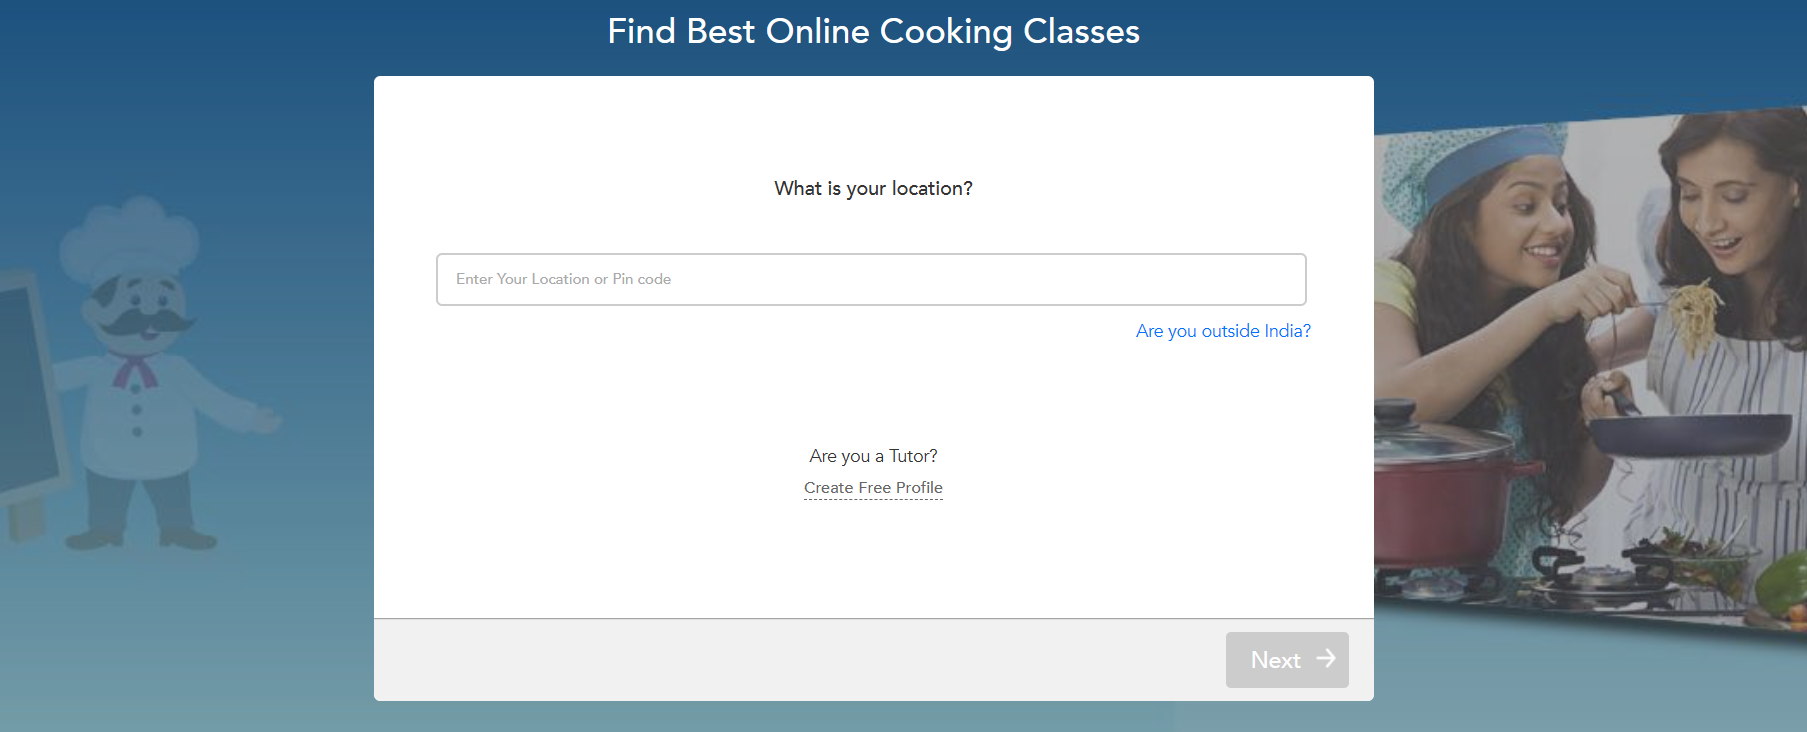 Find Best Online Cooking Classes
What is your location?
Enter Your Location or Pin code
Are you outside India?
Are you a Tutor?
Create Free Profile
Next